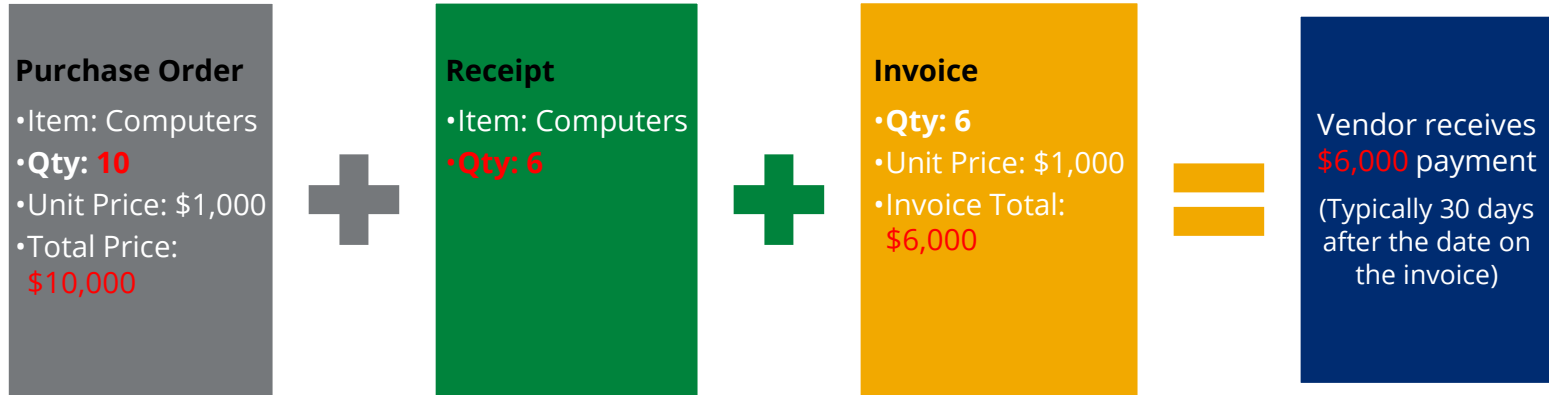 Purchase Order
•Item: Computers
•Qty: 10
•Unit Price: $1,000
•Total Price:
$10,000
Receipt
•Item: Computers
•Qty: 6
Invoice
•Qty: 6
•Unit Price: $1,000
•Invoice Total:
$6,000
Vendor receives
$6,000 payment
(Typically 30 days
after the date on
the invoice)